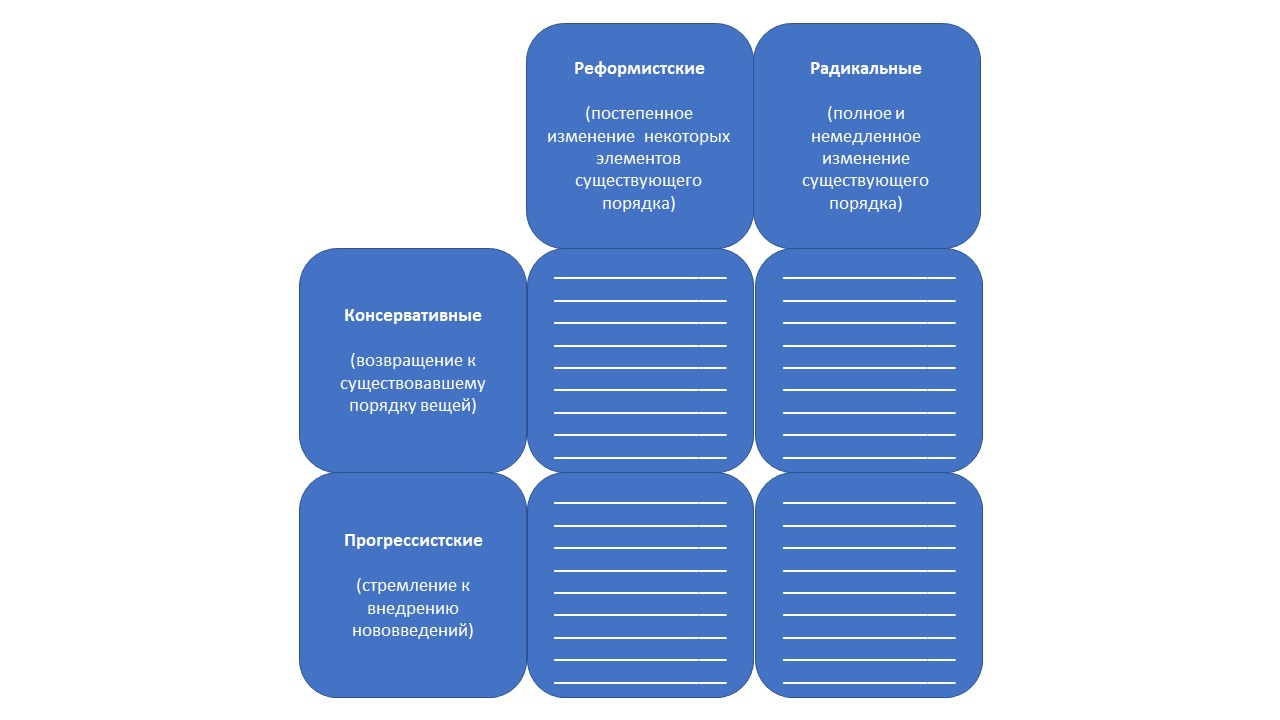 Реформистские
(постепенное
изменение некоторых
элементов
существующего
порядка)
Радикальные
(полное и
немедленное
изменение
существующего
порядка)
Консервативные
(возвращение к
существовавшему
порядку вещей)
Прогрессистские
(стремление к
внедрению
нововведений)